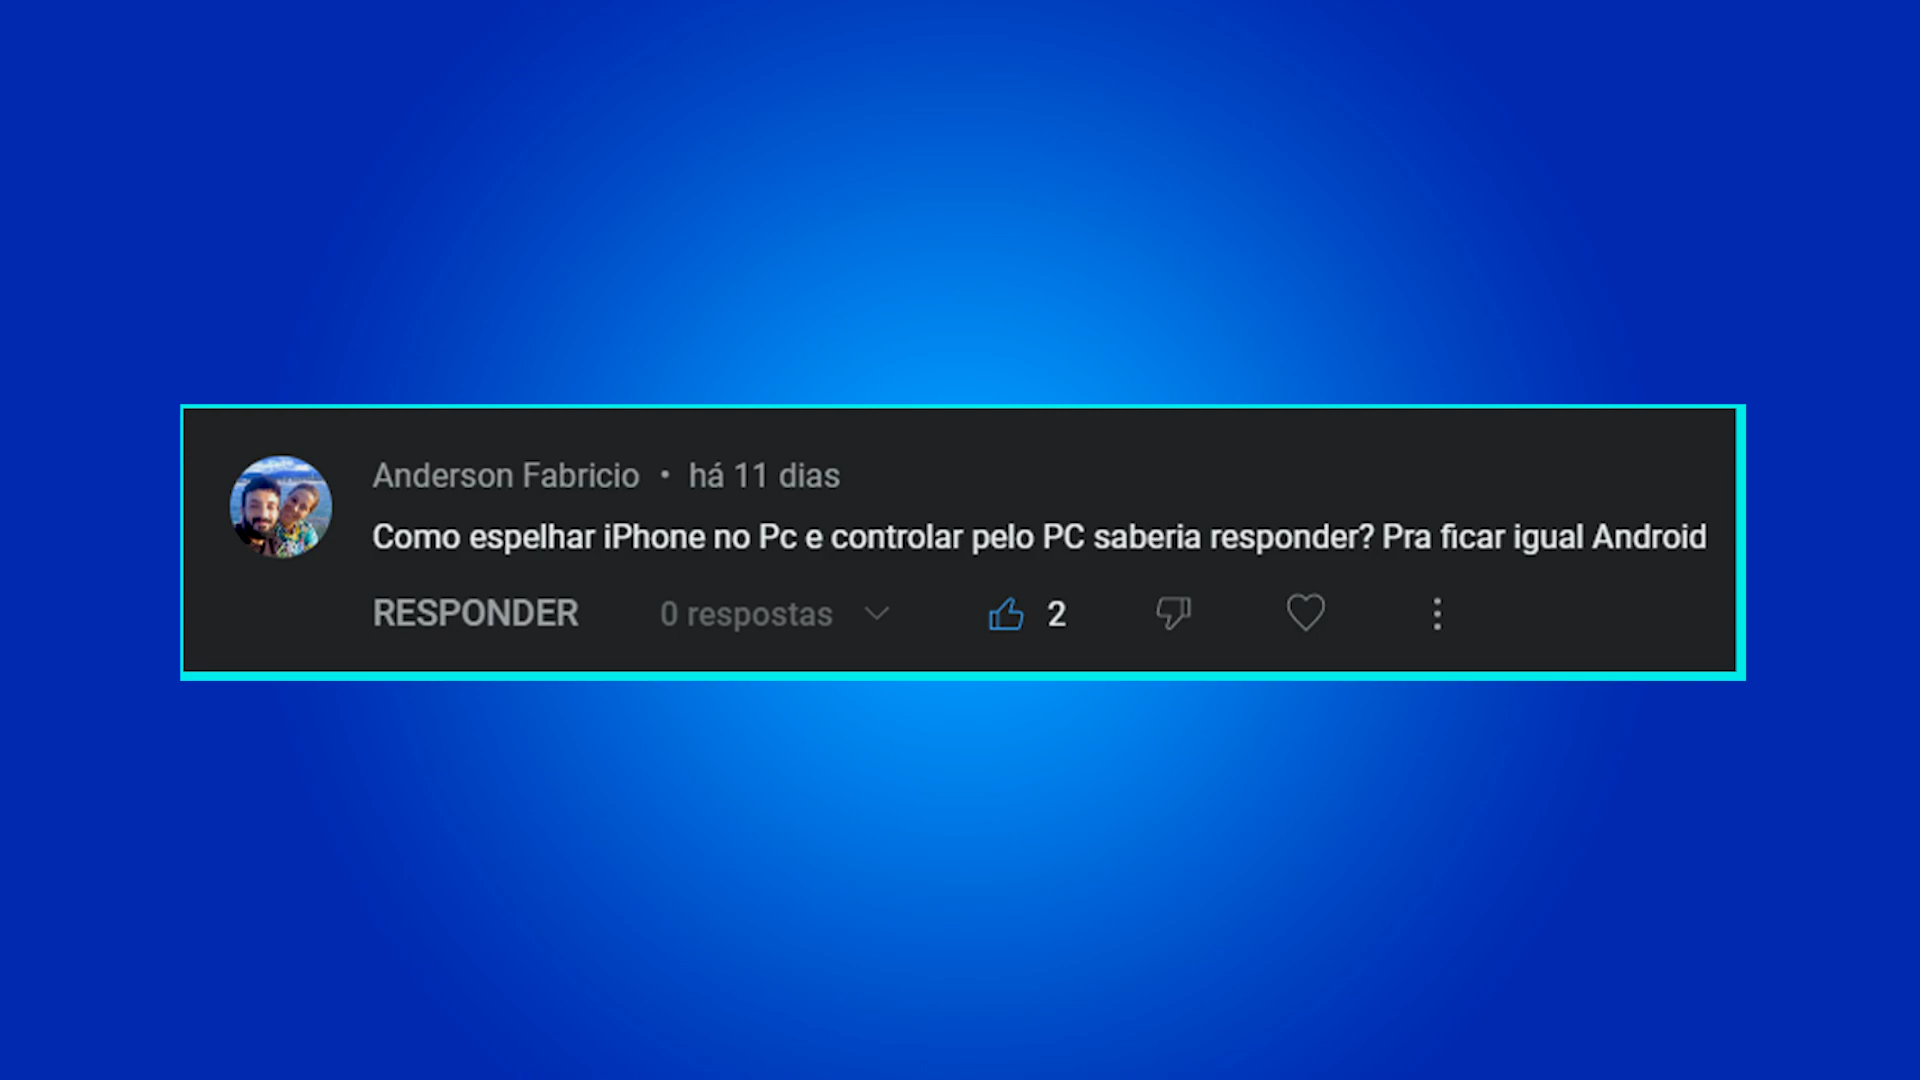 Anderson Fabricio • há 11 dias
Como espelhar iPhone no Pc e controlar pelo PC saberia responder? Pra ficar igual Android
RESPONDER 0 respostas 2